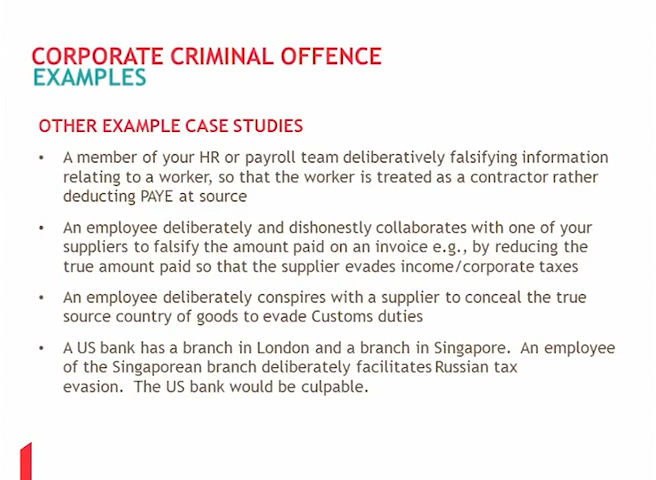 CORPORATE CRIMINAL OFFENCE
EXAMPLES
OTHER EXAMPLE CASE STUDIES
• A member of your HR or payroll team deliberatively falsifying information
relating to a worker, so that the worker is treated as a contractor rather
deducting PAYE at source
• An employee deliberately and dishonestly collaborates with one of your
suppliers to falsify the amount paid on an invoice e.g., by reducing the
true amount paid so that the supplier evades income/corporate taxes
• An employee deliberately conspires with a supplier to conceal the true
source country of goods to evade Customs duties
• A US bank has a branch in London and a branch in Singapore. An employee
of the Singaporean branch deliberately facilitates Russian tax
evasion. The US bank would be culpable.